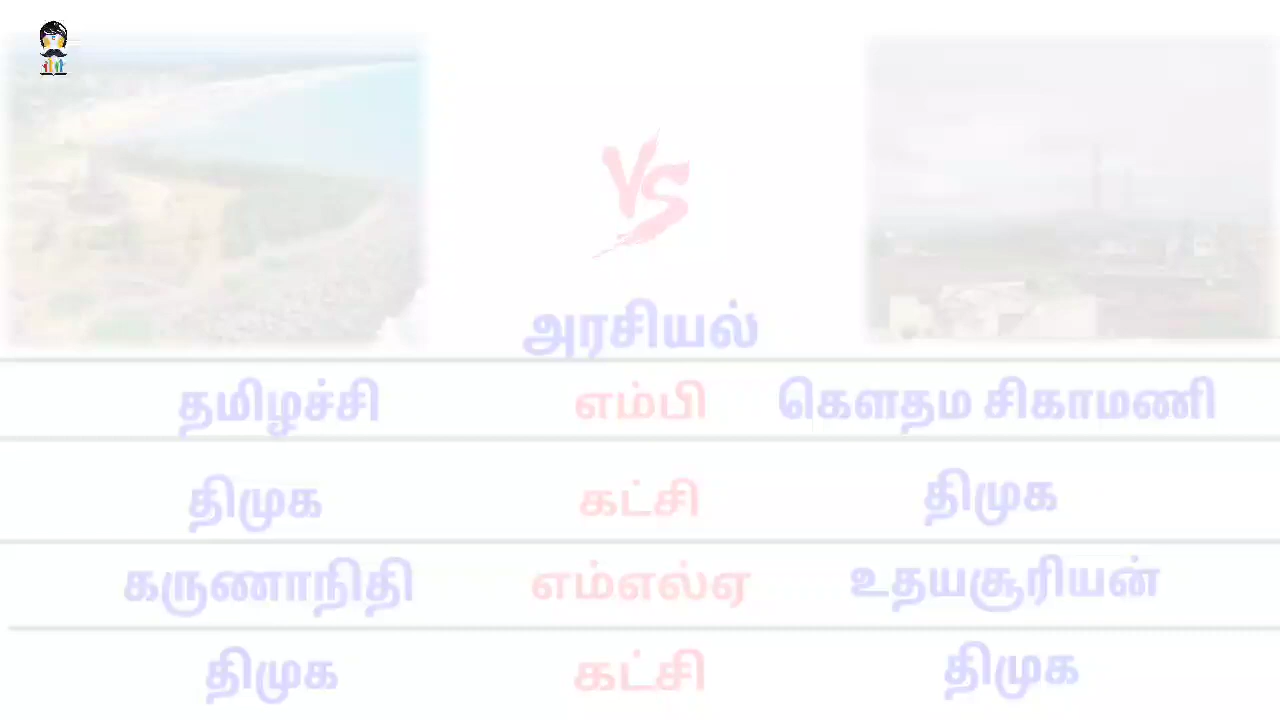 VS
அரசியல்
தமிழச்சி எம்பி கௌதம சிகாமணி
திமுக கட்சி திமுக
கருணாநிதி எம்எல்ஏ உதயசூரியன்
திமுக கட்சி திமுக